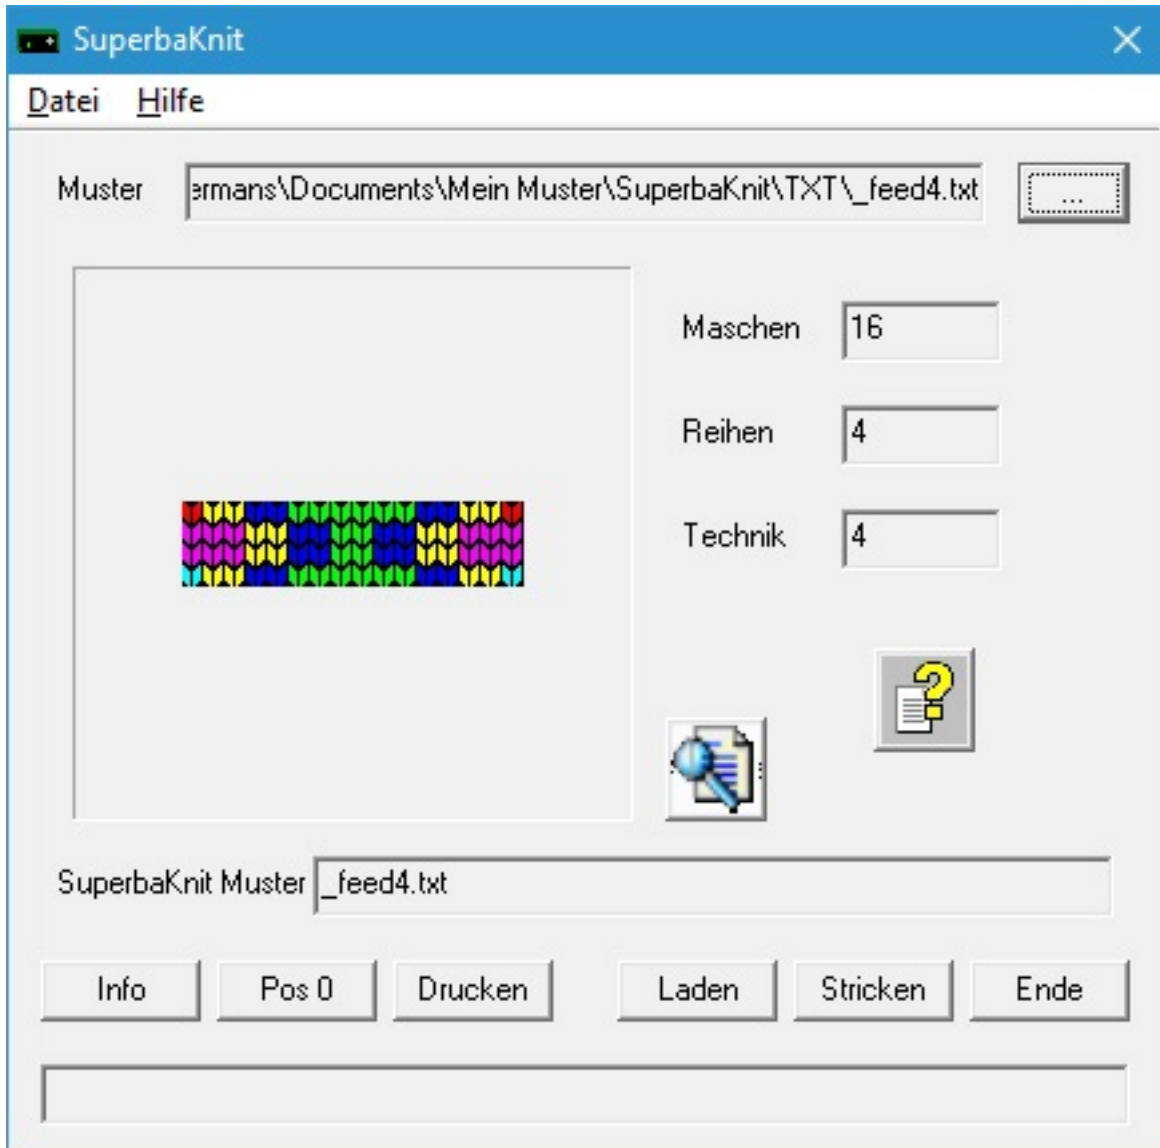 SuperbaKnit
Datei Hilfe
Muster ermans\Documents\Mein Muster\SuperbaKnit\TXT\_feed4.txt ...
Maschen 16
Reihen 4
Technik 4
SuperbaKnit Muster _feed4.txt
Info Pos 0 Drucken Laden Stricken Ende